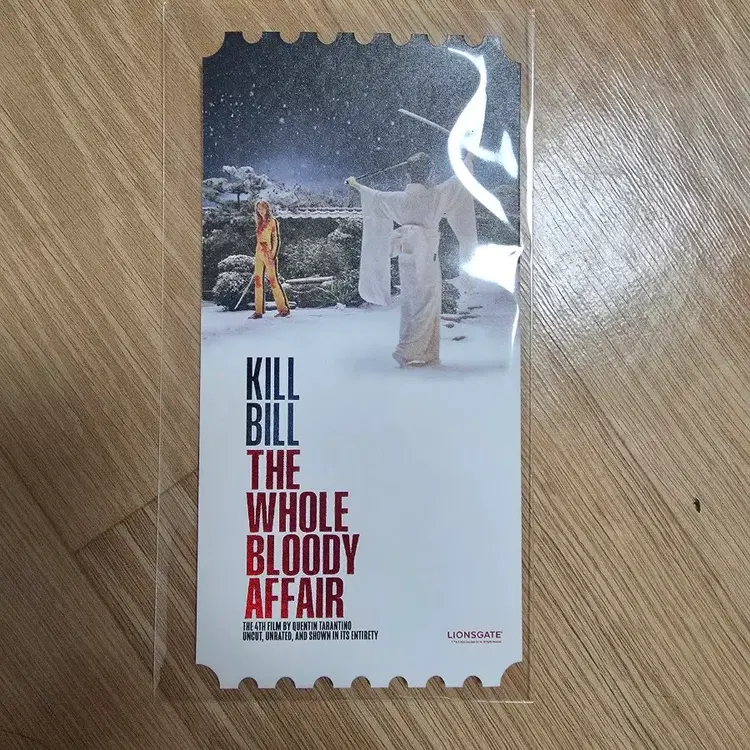 KILL
BILL
THE
WHOLE
BLOODY
AFFAIR
THE 4TH FILM BY QUENTIN TARANTINO
UNCUT, UNRATED, AND SHOWN IN ITS ENTIRETY
LIONSGATE